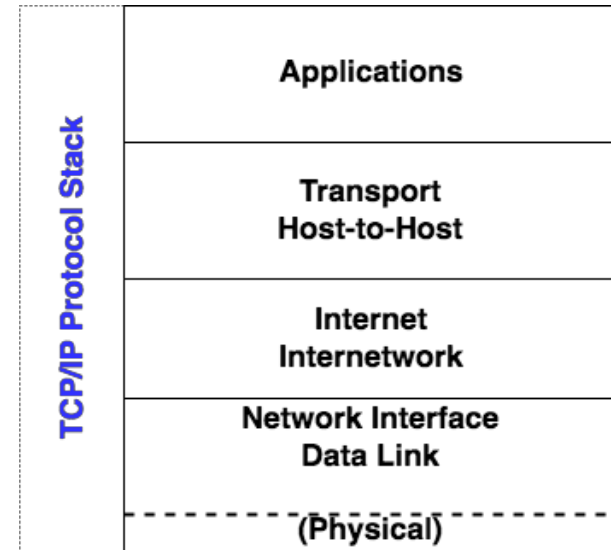 TCP/IP Protocol Stack
Applications
Transport
Host-to-Host
Internet
Internetwork
Network Interface
Data Link
(Physical)